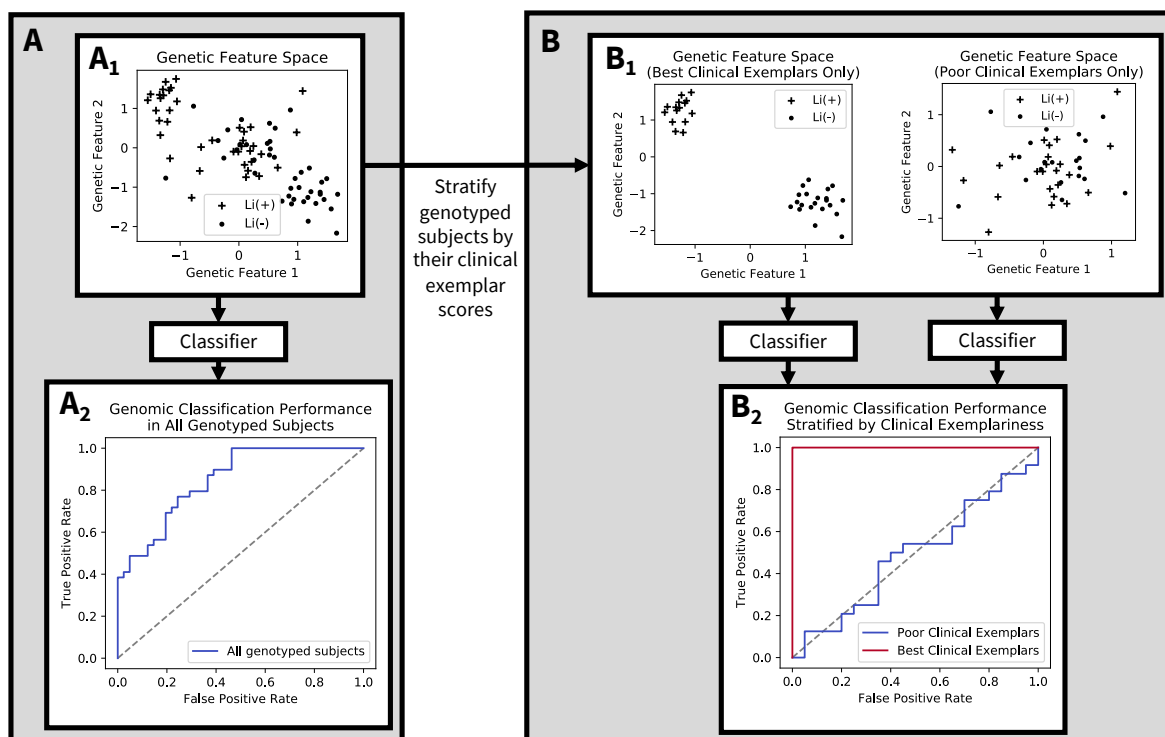 A
A1
Genetic Feature Space
Genetic Feature 2
1
0
−1
−2
Li(+)
Li(-)
−1
0
1
Genetic Feature 1
Classifier
A2
Genomic Classification Performance
in All Genotyped Subjects
True Positive Rate
1.0
0.8
0.6
0.4
0.2
0.0
All genotyped subjects
0.0
0.2
0.4
0.6
0.8
1.0
False Positive Rate
Stratify
genotyped
subjects by
their clinical
exemplar
scores
B
B1
Genetic Feature Space
(Best Clinical Exemplars Only)
Genetic Feature 2
1
0
−1
−2
Li(+)
Li(-)
−1
0
1
Genetic Feature 1
Genetic Feature Space
(Poor Clinical Exemplars Only)
Genetic Feature 2
1
0
−1
Li(+)
Li(-)
−1
0
1
Genetic Feature 1
Classifier
Classifier
B2
Genomic Classification Performance
Stratified by Clinical Exemplariness
True Positive Rate
1.0
0.8
0.6
0.4
0.2
0.0
Poor Clinical Exemplars
Best Clinical Exemplars
0.0
0.2
0.4
0.6
0.8
1.0
False Positive Rate